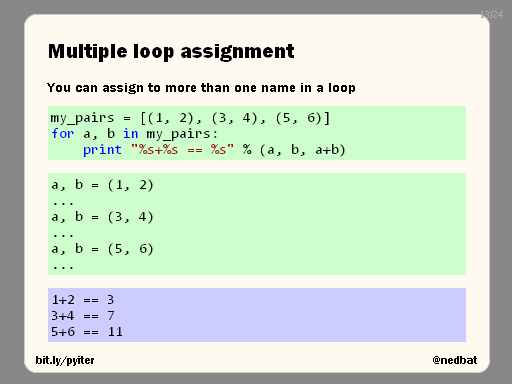 13/24
Multiple loop assignment
You can assign to more than one name in a loop
my_pairs = [(1, 2), (3, 4), (5, 6)]
for a, b in my_pairs:
    print "%s+%s == %s" % (a, b, a+b)
a, b = (1, 2)
...
a, b = (3, 4)
...
a, b = (5, 6)
...
1+2 == 3
3+4 == 7
5+6 == 11
bit.ly/pyiter
@nedbat